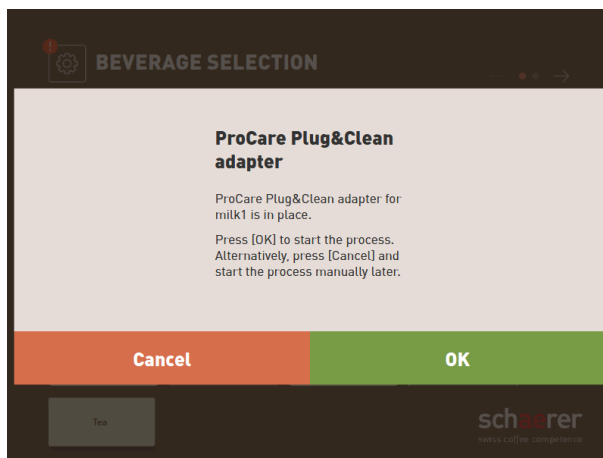 !
BEVERAGE SELECTION
ProCare Plug&Clean
adapter
ProCare Plug&Clean adapter for
milk1 is in place.
Press [OK] to start the process.
Alternatively, press [Cancel] and
start the process manually later.
Cancel
OK
Tea
schaerer
swiss coffee competence